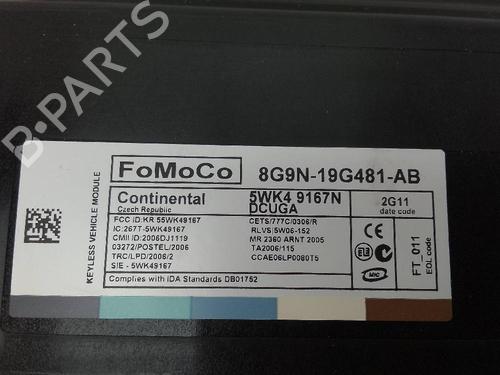 B-PARTS
FoMoCo
8G9N-19G481-AB
KEYLESS VEHICLE MODULE
Continental
Czech Republic
5WK4 9167N
DCUGA
2G11
date code
FCC ID:KR 55WK49167
IC:267T-5WK49167
CMII ID:2006DJ1119
03272/POSTEL/2006
TRC/LPD/2006/2
S/E - 5WK49167
CETS/777C/0306/R
RLVS:5W06-152
MR 2360 ARNT 2005
TA2006/115
CCAE06LP0080T5
Complies with IDA Standards DB01752
FT_011
EOL code